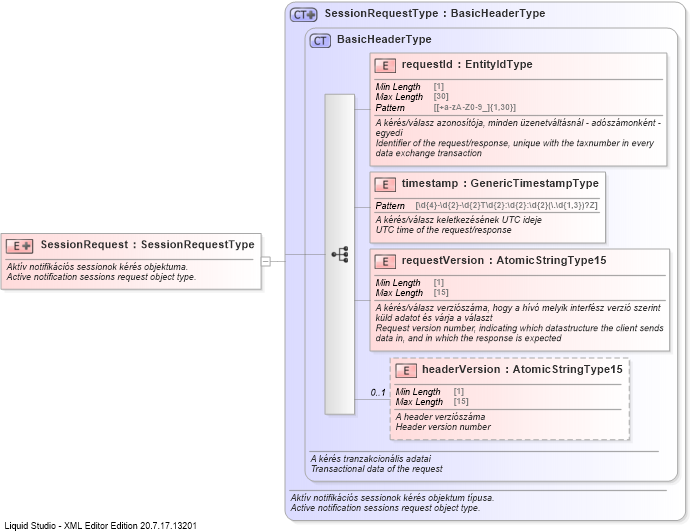 CT+ SessionRequestType : BasicHeaderType
CT BasicHeaderType
E requestId : EntityIdType
Min Length [1]
Max Length [30]
Pattern [[+a-zA-Z0-9_]{1,30}]
A kérés/válasz azonosítója, minden üzenetváltásnál - adószámonként -
egyedi
Identifier of the request/response, unique with the taxnumber in every
data exchange transaction
E timestamp : GenericTimestampType
Pattern [\d{4}-\d{2}-\d{2}T\d{2}:\d{2}:\d{2}(\.\d{1,3})?Z]
A kérés/válasz keletkezésének UTC ideje
UTC time of the request/response
E+ SessionRequest : SessionRequestType
Aktív notifikációs sessionok kérés objektuma.
Active notification sessions request object type.
E requestVersion : AtomicStringType15
Min Length [1]
Max Length [15]
A kérés/válasz verziószáma, hogy a hívó melyik interfész verzió szerint
küld adatot és várja a választ
Request version number, indicating which datastructure the client sends
data in, and in which the response is expected
E headerVersion : AtomicStringType15
0..1
Min Length [1]
Max Length [15]
A header verziószáma
Header version number
A kérés tranzakcionális adatai
Transactional data of the request
Aktív notifikációs sessionok kérés objektum típusa.
Active notification sessions request object type.
Liquid Studio - XML Editor Edition 20.7.17.13201